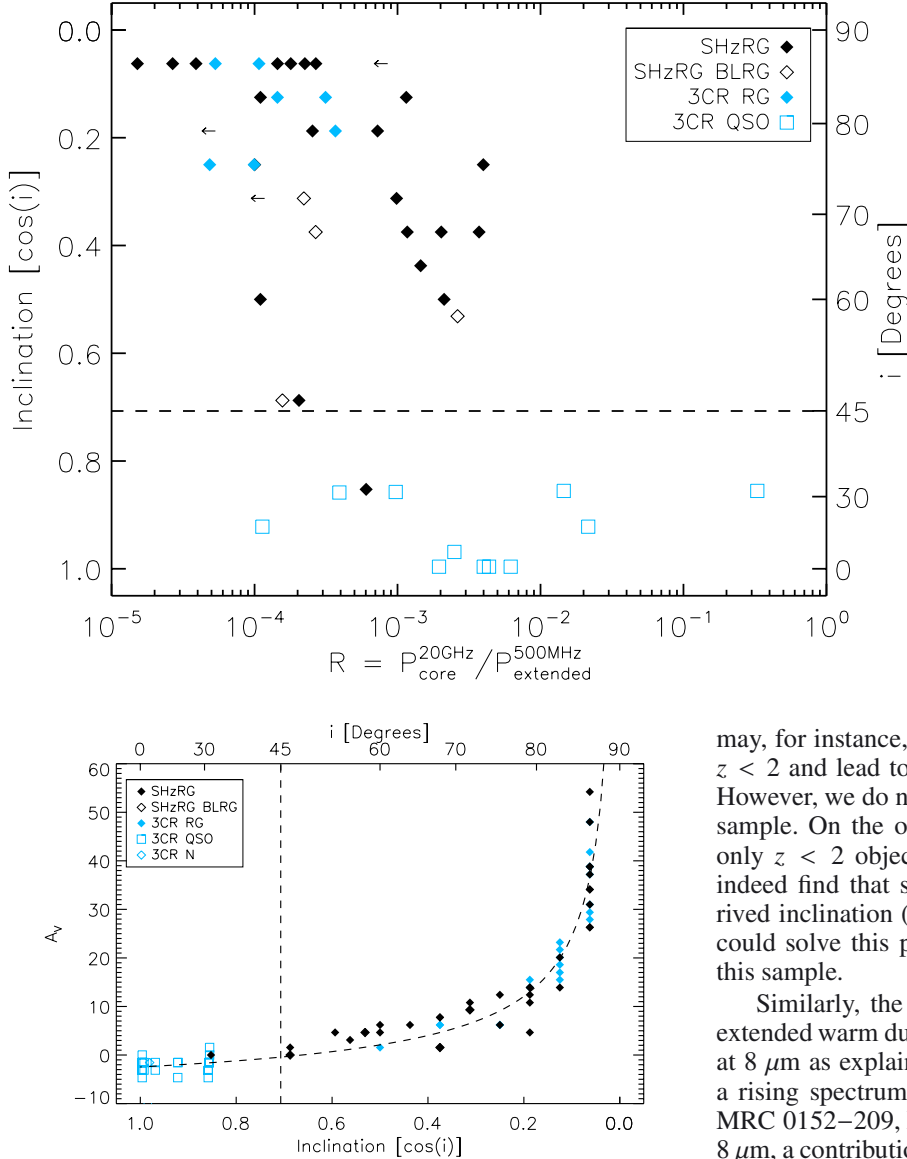 0.0
0.2
0.4
0.6
0.8
1.0
Inclination [cos(i)]
90
80
70
60
45
30
0
i [Degrees]
SHzRG
SHzRG BLRG
3CR RG
3CR QSO
10^-5 10^-4 10^-3 10^-2 10^-1 10^0
R = P_core^20GHz/P_extended^500MHz
i [Degrees]
0 30 45 60 70 80 90
60
50
40
30
20
10
0
-10
A_v
SHzRG
SHzRG BLRG
3CR RG
3CR QSO
3CR N
1.0 0.8 0.6 0.4 0.2 0.0
Inclination [cos(i)]
may, for instance,
z < 2 and lead to
However, we do n
sample. On the o
only z < 2 objec
indeed find that s
rived inclination (
could solve this p
this sample.
Similarly, the
extended warm du
at 8 μm as explain
a rising spectrum
MRC 0152–209,
8 μm, a contributio